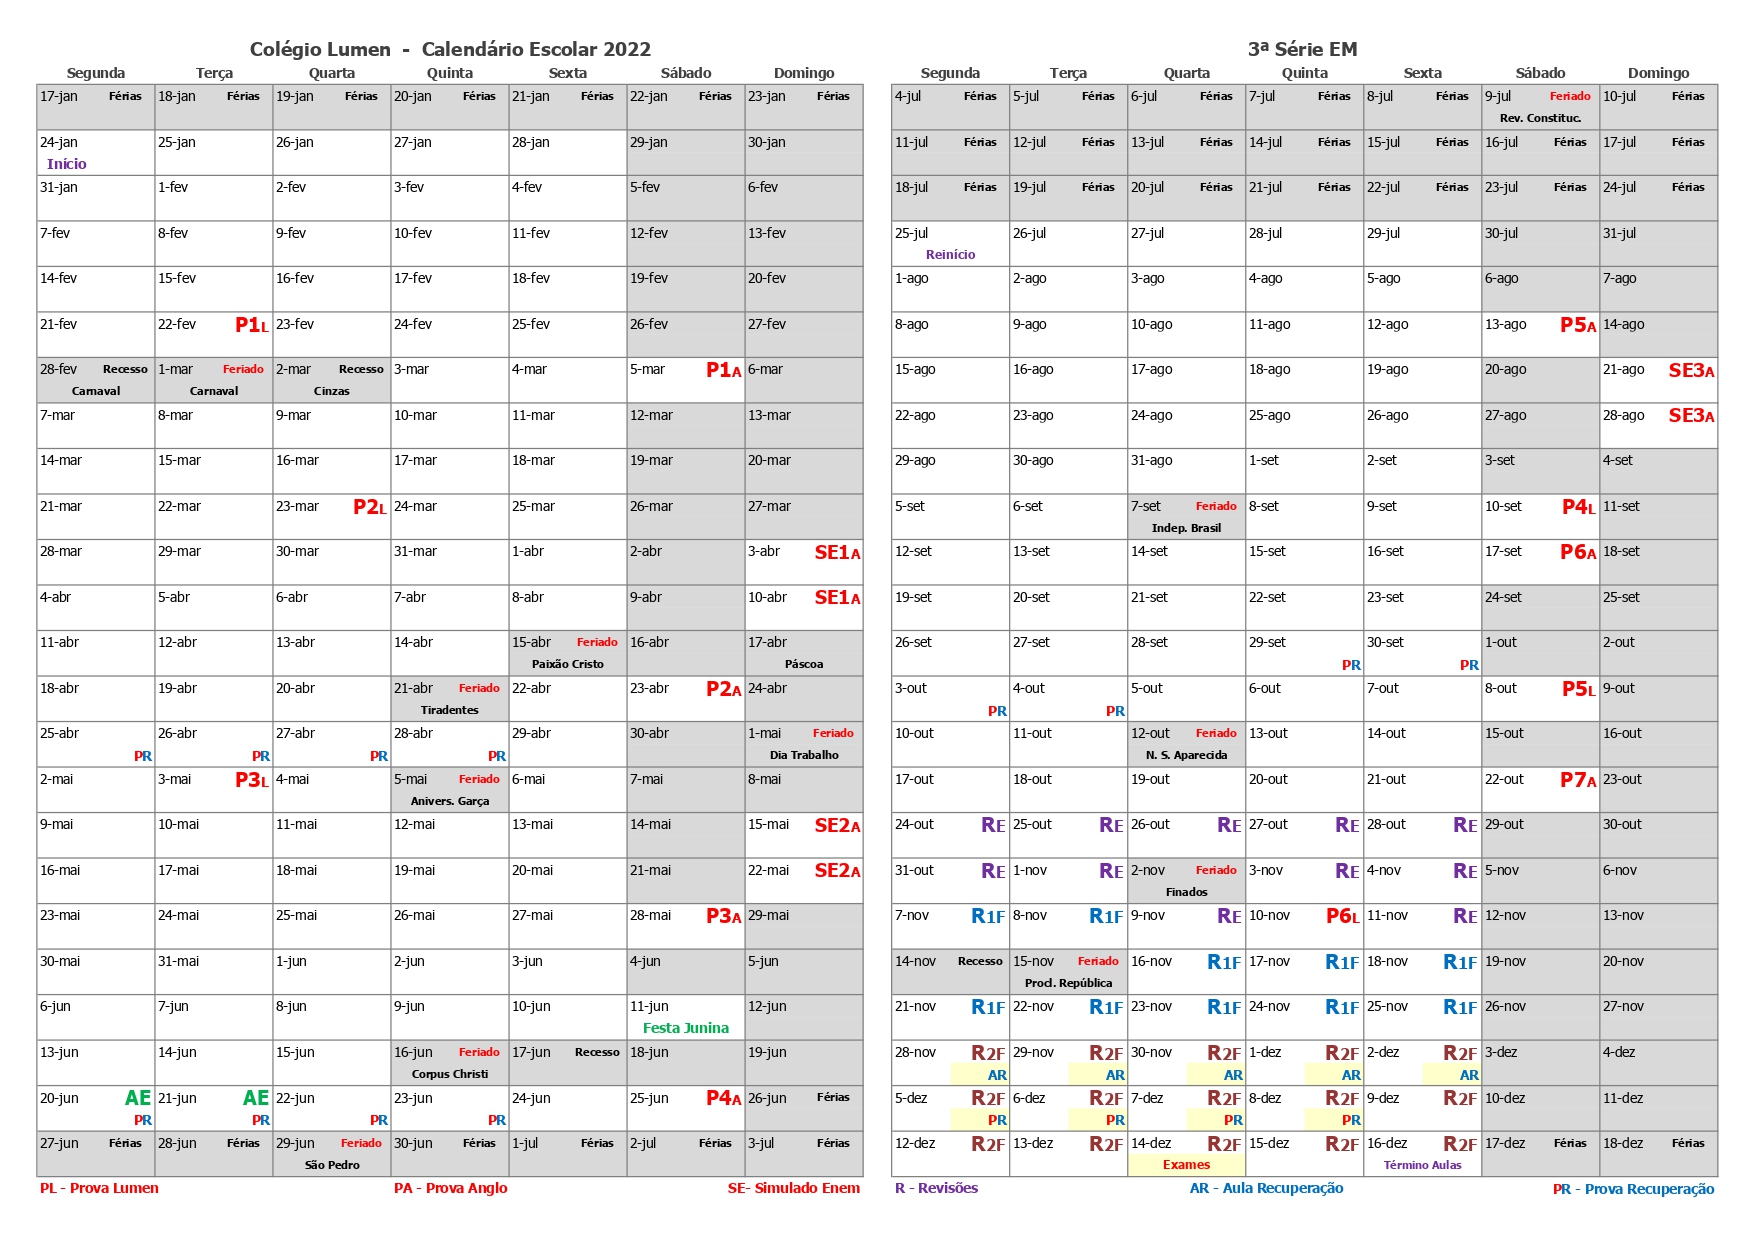 Colégio Lumen - Calendário Escolar 2022
Segunda Terça Quarta Quinta Sexta Sábado Domingo
17-jan Férias 18-jan Férias 19-jan Férias 20-jan Férias 21-jan Férias 22-jan Férias 23-jan Férias
24-jan 25-jan 26-jan 27-jan 28-jan 29-jan 30-jan
Início
31-jan 1-fev 2-fev 3-fev 4-fev 5-fev 6-fev
7-fev 8-fev 9-fev 10-fev 11-fev 12-fev 13-fev
14-fev 15-fev 16-fev 17-fev 18-fev 19-fev 20-fev
21-fev 22-fev P1L 23-fev 24-fev 25-fev 26-fev 27-fev
28-fev Recesso 1-mar Feriado 2-mar Recesso 3-mar 4-mar 5-mar P1A 6-mar
Carnaval Carnaval Cinzas
7-mar 8-mar 9-mar 10-mar 11-mar 12-mar 13-mar
14-mar 15-mar 16-mar 17-mar 18-mar 19-mar 20-mar
21-mar 22-mar 23-mar P2L 24-mar 25-mar 26-mar 27-mar
28-mar 29-mar 30-mar 31-mar 1-abr 2-abr 3-abr SE1A
4-abr 5-abr 6-abr 7-abr 8-abr 9-abr 10-abr SE1A
11-abr 12-abr 13-abr 14-abr 15-abr Feriado 16-abr 17-abr
Paixão Cristo Páscoa
18-abr 19-abr 20-abr 21-abr Feriado 22-abr 23-abr P2A 24-abr
Tiradentes
25-abr 26-abr 27-abr 28-abr 29-abr 30-abr 1-mai Feriado
PR PR PR PR Dia Trabalho
2-mai 3-mai P3L 4-mai 5-mai Feriado 6-mai 7-mai 8-mai
Anivers. Garça
9-mai 10-mai 11-mai 12-mai 13-mai 14-mai 15-mai SE2A
16-mai 17-mai 18-mai 19-mai 20-mai 21-mai 22-mai SE2A
23-mai 24-mai 25-mai 26-mai 27-mai 28-mai P3A 29-mai
30-mai 31-mai 1-jun 2-jun 3-jun 4-jun 5-jun
6-jun 7-jun 8-jun 9-jun 10-jun 11-jun 12-jun
Festa Junina
13-jun 14-jun 15-jun 16-jun Feriado 17-jun Recesso 18-jun 19-jun
Corpus Christi
20-jun AE 21-jun AE 22-jun 23-jun 24-jun 25-jun P4A 26-jun Férias
PR PR PR PR
27-jun Férias 28-jun Férias 29-jun Feriado 30-jun Férias 1-jul Férias 2-jul Férias 3-jul Férias
São Pedro
PL - Prova Lumen PA - Prova Anglo SE- Simulado Enem
3ª Série EM
Segunda Terça Quarta Quinta Sexta Sábado Domingo
4-jul Férias 5-jul Férias 6-jul Férias 7-jul Férias 8-jul Férias 9-jul Feriado 10-jul Férias
Rev. Constituc.
11-jul Férias 12-jul Férias 13-jul Férias 14-jul Férias 15-jul Férias 16-jul Férias 17-jul Férias
18-jul Férias 19-jul Férias 20-jul Férias 21-jul Férias 22-jul Férias 23-jul Férias 24-jul Férias
25-jul 26-jul 27-jul 28-jul 29-jul 30-jul 31-jul
Reinício
1-ago 2-ago 3-ago 4-ago 5-ago 6-ago 7-ago
8-ago 9-ago 10-ago 11-ago 12-ago 13-ago P5A 14-ago
15-ago 16-ago 17-ago 18-ago 19-ago 20-ago 21-ago SE3A
22-ago 23-ago 24-ago 25-ago 26-ago 27-ago 28-ago SE3A
29-ago 30-ago 31-ago 1-set 2-set 3-set 4-set
5-set 6-set 7-set Feriado 8-set 9-set 10-set P4L 11-set
Indep. Brasil
12-set 13-set 14-set 15-set 16-set 17-set P6A 18-set
19-set 20-set 21-set 22-set 23-set 24-set 25-set
26-set 27-set 28-set 29-set 30-set 1-out 2-out
PR PR
3-out 4-out 5-out 6-out 7-out 8-out P5L 9-out
PR PR
10-out 11-out 12-out Feriado 13-out 14-out 15-out 16-out
N. S. Aparecida
17-out 18-out 19-out 20-out 21-out 22-out P7A 23-out
24-out RE 25-out RE 26-out RE 27-out RE 28-out RE 29-out 30-out
31-out RE 1-nov RE 2-nov Feriado 3-nov RE 4-nov RE 5-nov 6-nov
Finados
7-nov R1F 8-nov R1F 9-nov RE 10-nov P6L 11-nov RE 12-nov 13-nov
14-nov Recesso 15-nov Feriado 16-nov R1F 17-nov R1F 18-nov R1F 19-nov 20-nov
Procl. República
21-nov R1F 22-nov R1F 23-nov R1F 24-nov R1F 25-nov R1F 26-nov 27-nov
28-nov R2F 29-nov R2F 30-nov R2F 1-dez R2F 2-dez R2F 3-dez 4-dez
AR AR AR AR AR
5-dez R2F 6-dez R2F 7-dez R2F 8-dez R2F 9-dez R2F 10-dez 11-dez
PR PR PR PR
12-dez R2F 13-dez R2F 14-dez R2F 15-dez R2F 16-dez R2F 17-dez Férias 18-dez Férias
Exames Término Aulas
R - Revisões AR - Aula Recuperação PR - Prova Recuperação